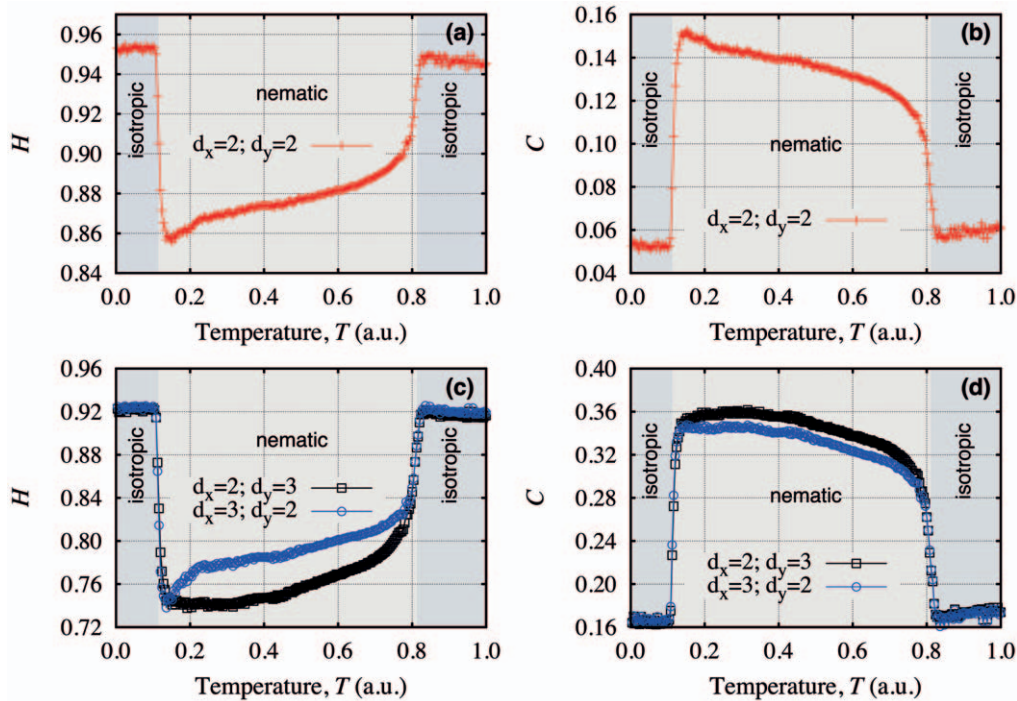 (a)
0.96
0.94
0.92
0.90
0.88
0.86
0.84
H
isotropic
nematic
isotropic
dx=2; dy=2
0.0 0.2 0.4 0.6 0.8 1.0
Temperature, T (a.u.)
(b)
0.16
0.14
0.12
0.10
0.08
0.06
0.04
C
isotropic
nematic
isotropic
dx=2; dy=2
0.0 0.2 0.4 0.6 0.8 1.0
Temperature, T (a.u.)
(c)
0.96
0.92
0.88
0.84
0.80
0.76
0.72
H
isotropic
nematic
isotropic
dx=2; dy=3
dx=3; dy=2
0.0 0.2 0.4 0.6 0.8 1.0
Temperature, T (a.u.)
(d)
0.40
0.36
0.32
0.28
0.24
0.20
0.16
C
isotropic
nematic
isotropic
dx=2; dy=3
dx=3; dy=2
0.0 0.2 0.4 0.6 0.8 1.0
Temperature, T (a.u.)